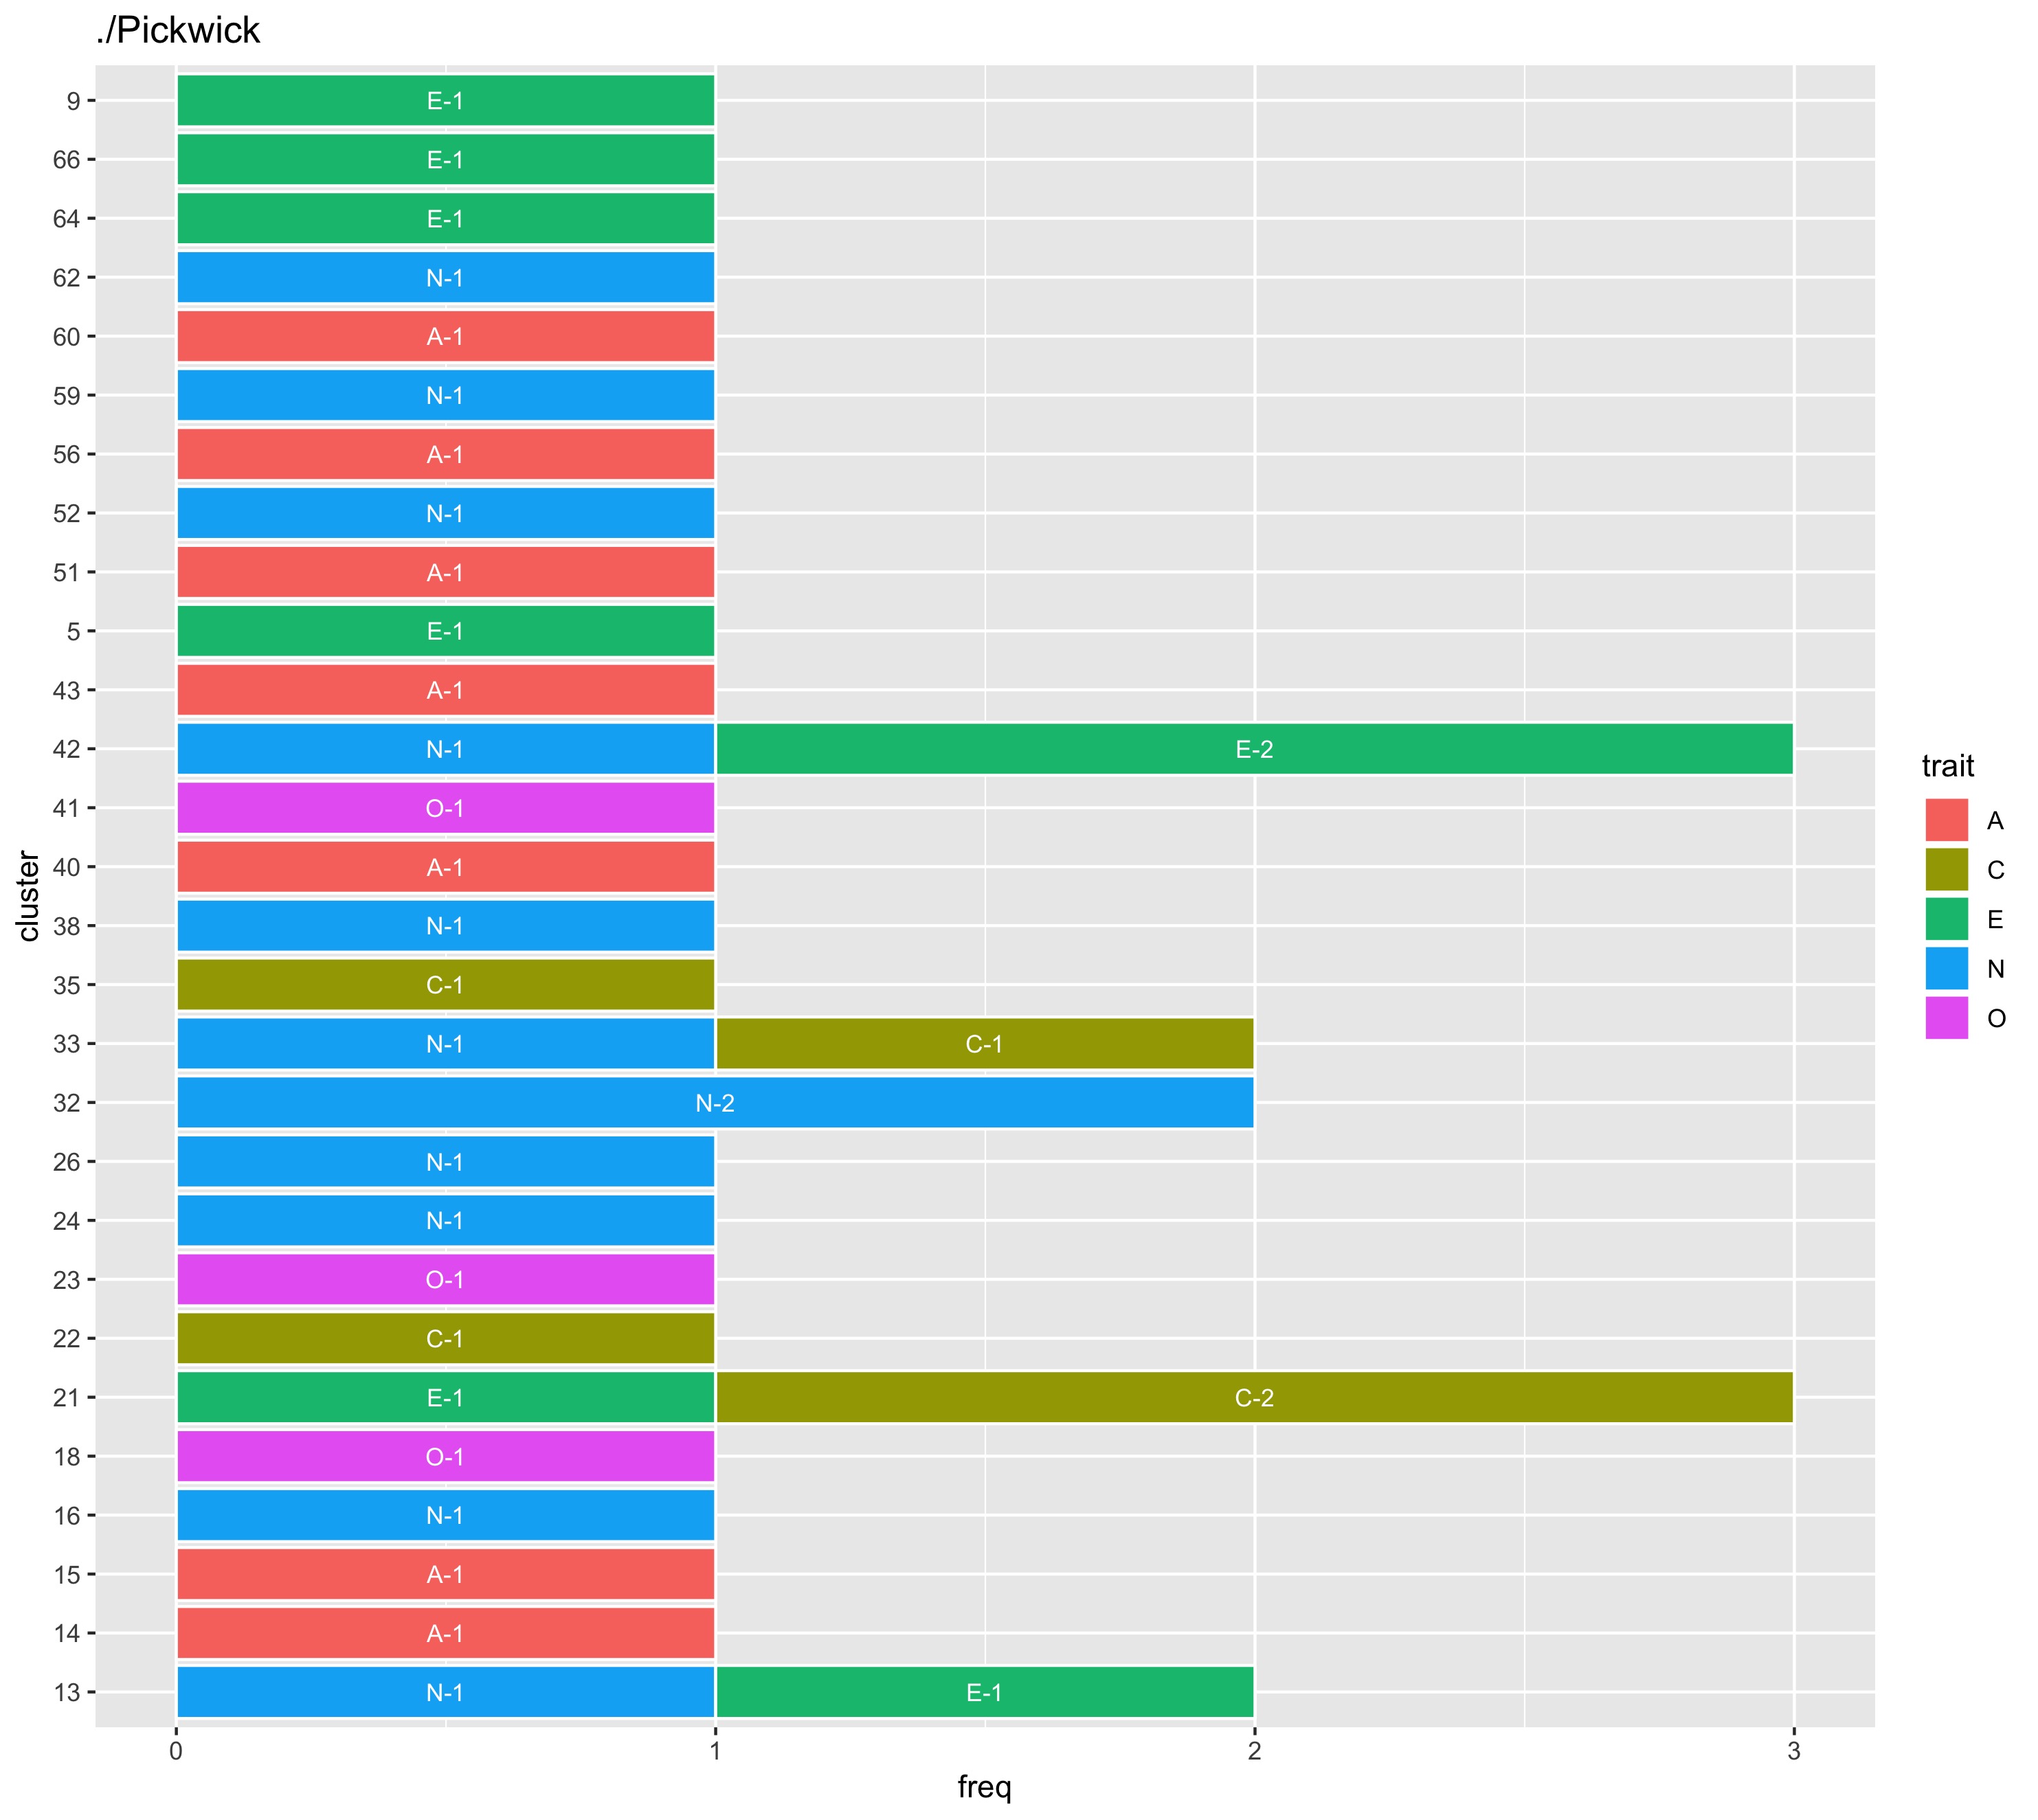 ./Pickwick
9 E-1
66 E-1
64 E-1
62 N-1
60 A-1
59 N-1
56 A-1
52 N-1
51 A-1
5 E-1
43 A-1
42 N-1 E-2
41 O-1
40 A-1
38 N-1
35 C-1
33 N-1 C-1
32 N-2
26 N-1
24 N-1
23 O-1
22 C-1
21 E-1 C-2
18 O-1
16 N-1
15 A-1
14 A-1
13 N-1 E-1
0 1 2 3
freq
cluster
trait
A
C
E
N
O